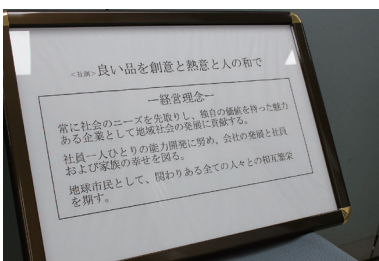 <社訓>良い品を創意と熱意と人の和で
―経営理念―
常に社会のニーズを先取りし、独自の価値を持った魅力
ある企業として地域社会の発展に貢献する。
社員一人ひとりの能力開発に努め、会社の発展と社員
および家族の幸せを図る。
地球市民として、関わりある全ての人々との相互繁栄
を期す。